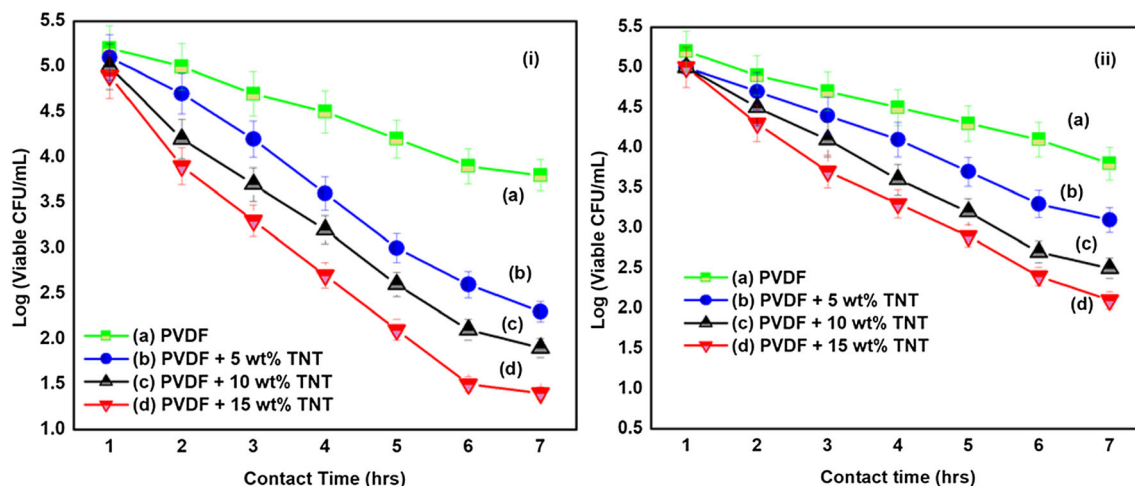 5.5
5.0
4.5
4.0
3.5
3.0
2.5
2.0
1.5
1.0
Log (Viable CFU/mL)
(i)
(a)
(b)
(c)
(d)
(a) PVDF
(b) PVDF + 5 wt% TNT
(c) PVDF + 10 wt% TNT
(d) PVDF + 15 wt% TNT
1 2 3 4 5 6 7
Contact Time (hrs)
5.5
5.0
4.5
4.0
3.5
3.0
2.5
2.0
1.5
1.0
0.5
Log (Viable CFU/mL)
(ii)
(a)
(b)
(c)
(d)
(a) PVDF
(b) PVDF + 5 wt% TNT
(c) PVDF + 10 wt% TNT
(d) PVDF + 15 wt% TNT
1 2 3 4 5 6 7
Contact time (hrs)